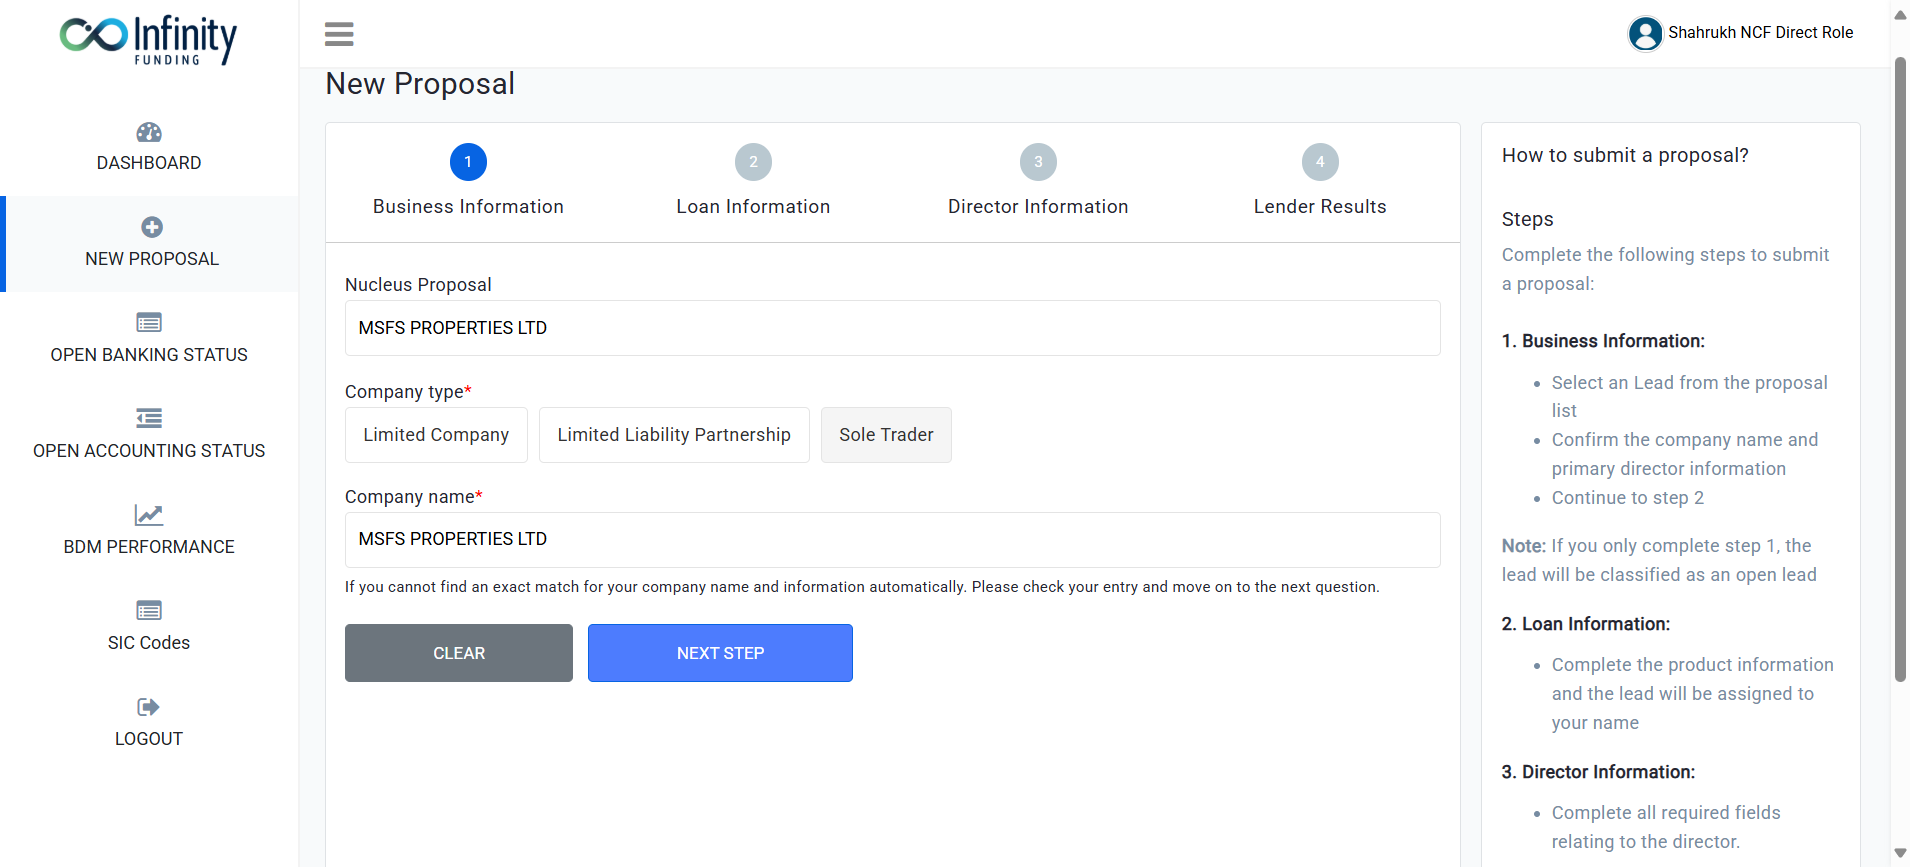 Infinity
FUNDING
Shahrukh NCF Direct Role
DASHBOARD
NEW PROPOSAL
OPEN BANKING STATUS
OPEN ACCOUNTING STATUS
BDM PERFORMANCE
SIC Codes
LOGOUT
New Proposal
1
Business Information
2
Loan Information
3
Director Information
4
Lender Results
Nucleus Proposal
MSFS PROPERTIES LTD
Company type*
Limited Company
Limited Liability Partnership
Sole Trader
Company name*
MSFS PROPERTIES LTD
If you cannot find an exact match for your company name and information automatically. Please check your entry and move on to the next question.
CLEAR
NEXT STEP
How to submit a proposal?
Steps
Complete the following steps to submit
a proposal:
1. Business Information:
• Select an Lead from the proposal
list
• Confirm the company name and
primary director information
• Continue to step 2
Note: If you only complete step 1, the
lead will be classified as an open lead
2. Loan Information:
• Complete the product information
and the lead will be assigned to
your name
3. Director Information:
• Complete all required fields
relating to the director.